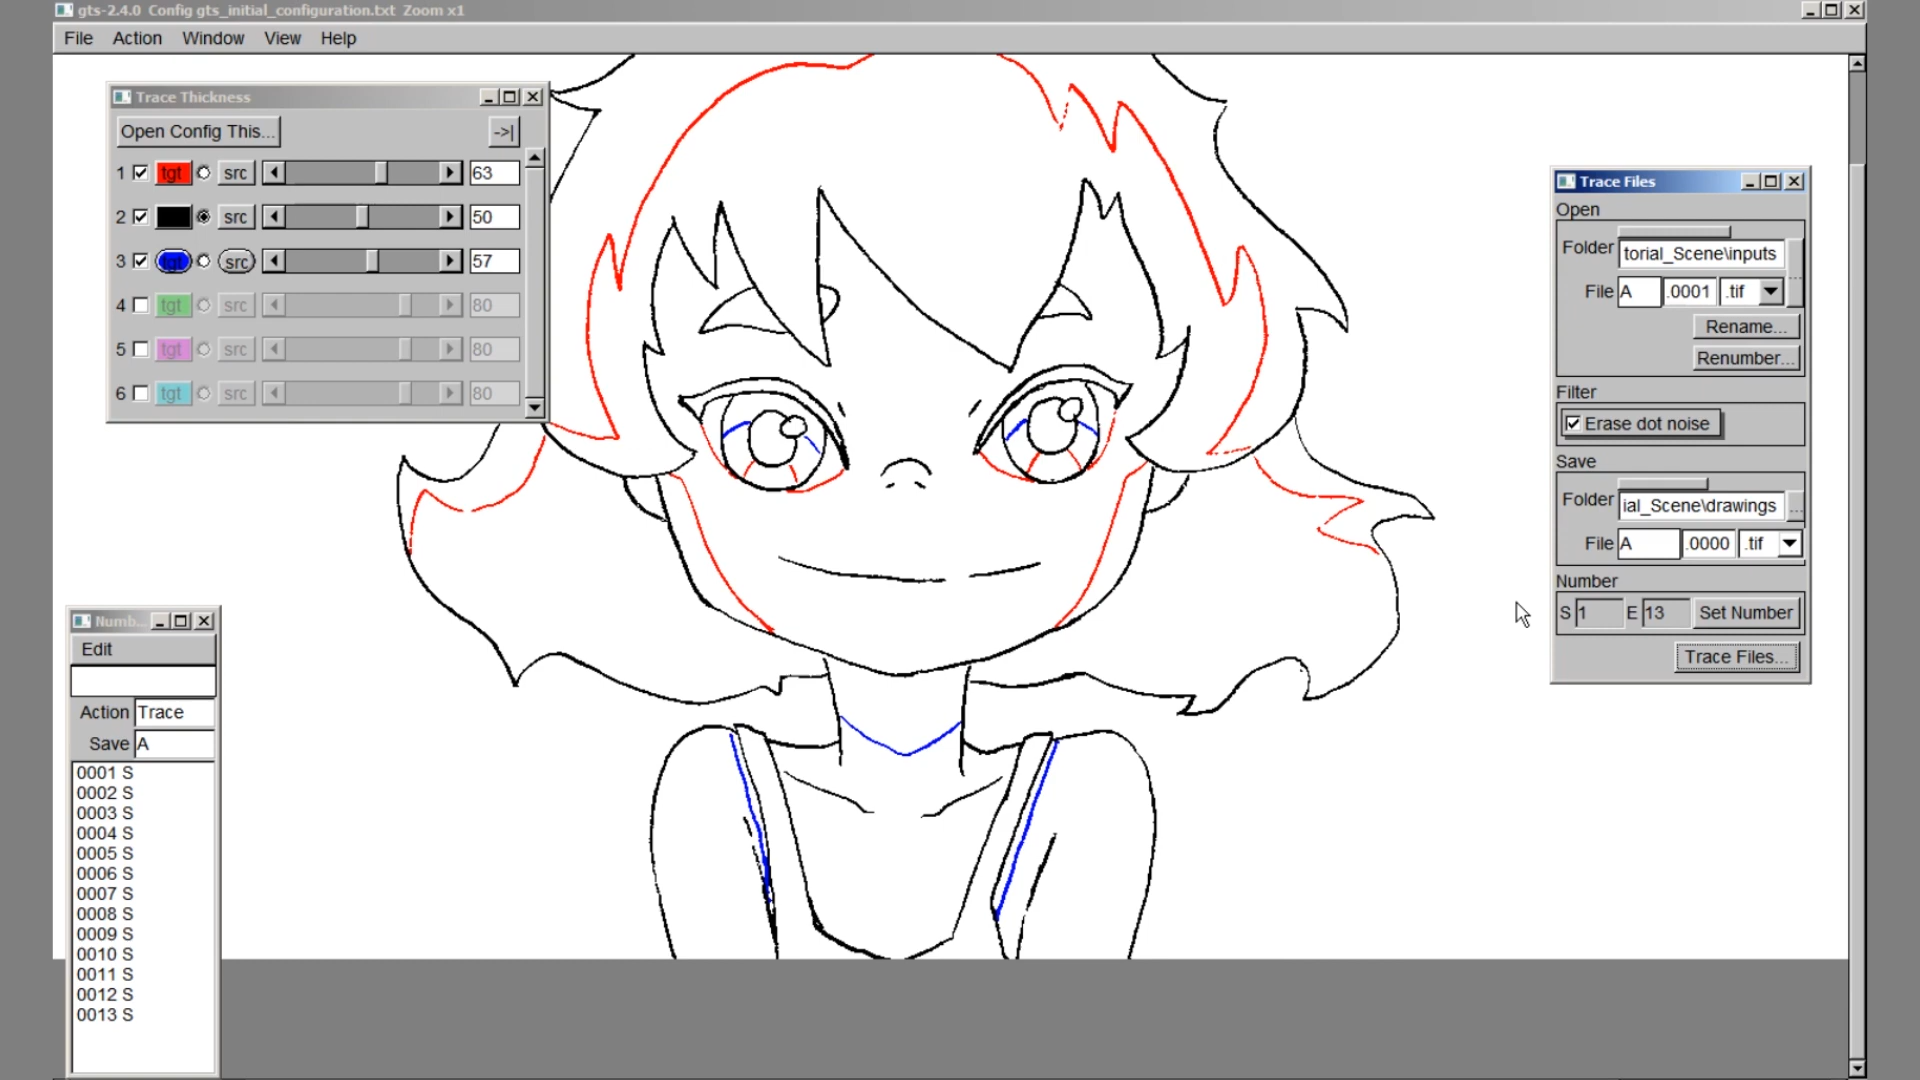 gts-2.4.0 Config gts_initial_configuration.txt Zoom x1
File Action Window View Help
Trace Thickness
Open Config This... ->|
1 tgt src 63
2 src 50
3 tgt src 57
4 tgt src 80
5 tgt src 80
6 tgt src 80
Trace Files
Open
Folder torial_Scene\inputs
File A .0001 .tif
Rename...
Renumber...
Filter
Erase dot noise
Save
Folder ial_Scene\drawings ...
File A .0000 .tif
Number
S 1 E 13 Set Number
Trace Files...
Numb...
Edit
Action Trace
Save A
0001 S
0002 S
0003 S
0004 S
0005 S
0006 S
0007 S
0008 S
0009 S
0010 S
0011 S
0012 S
0013 S